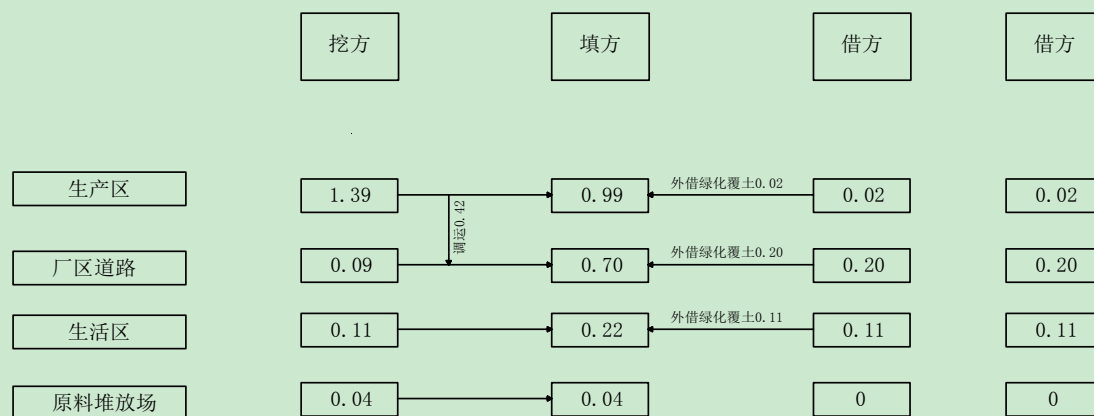 挖方 填方 借方 借方
生产区 1.39 0.99 外借绿化覆土0.02 0.02 0.02
调运0.42
厂区道路 0.09 0.70 外借绿化覆土0.20 0.20 0.20
生活区 0.11 0.22 外借绿化覆土0.11 0.11 0.11
原料堆放场 0.04 0.04 0 0